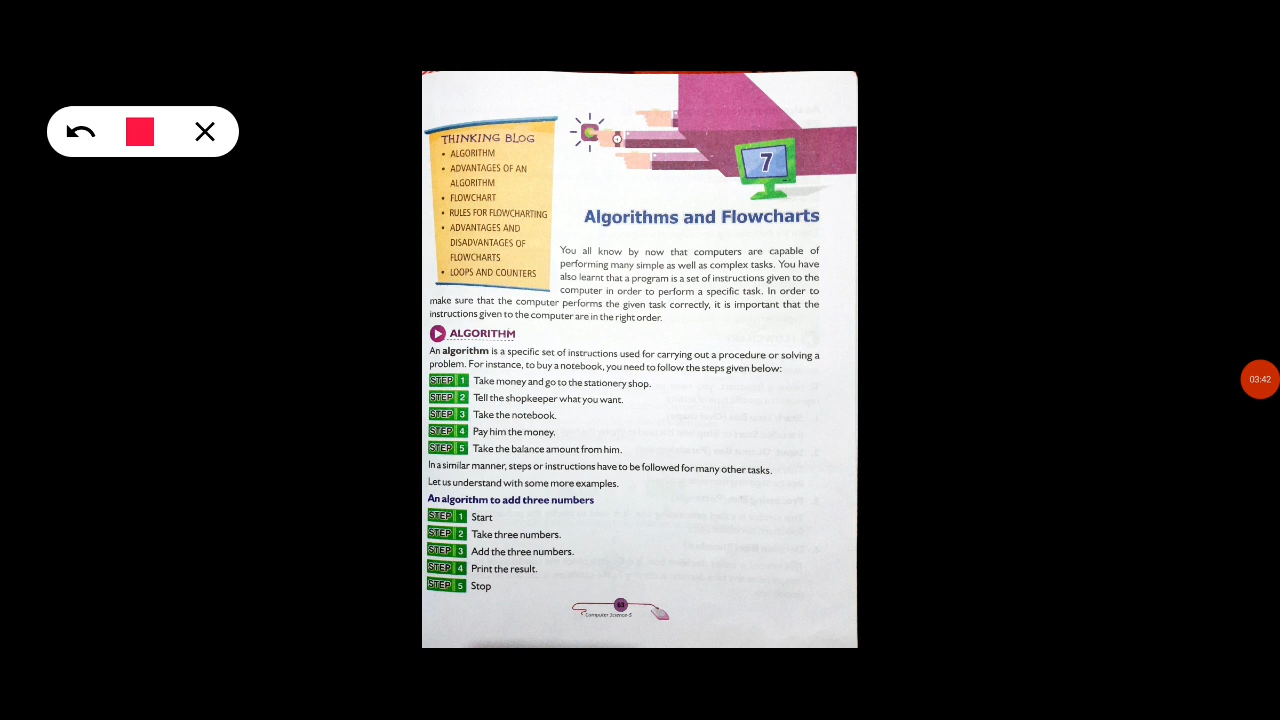 THINKING BLOG
• ALGORITHM
• ADVANTAGES OF AN
ALGORITHM
• FLOWCHART
• RULES FOR FLOWCHARTING
• ADVANTAGES AND
DISADVANTAGES OF
FLOWCHARTS
• LOOPS AND COUNTERS
7
Algorithms and Flowcharts
You all know by now that computers are capable of
performing many simple as well as complex tasks. You have
also learnt that a program is a set of instructions given to the
computer in order to perform a specific task. In order to
make sure that the computer performs the given task correctly, it is important that the
instructions given to the computer are in the right order.
ALGORITHM
An algorithm is a specific set of instructions used for carrying out a procedure or solving a
problem. For instance, to buy a notebook, you need to follow the steps given below:
STEP 1 Take money and go to the stationery shop.
STEP 2 Tell the shopkeeper what you want.
STEP 3 Take the notebook.
STEP 4 Pay him the money.
STEP 5 Take the balance amount from him.
In a similar manner, steps or instructions have to be followed for many other tasks.
Let us understand with some more examples.
An algorithm to add three numbers
STEP 1 Start
STEP 2 Take three numbers.
STEP 3 Add the three numbers.
STEP 4 Print the result.
STEP 5 Stop
63
Computer Science-5
03:42